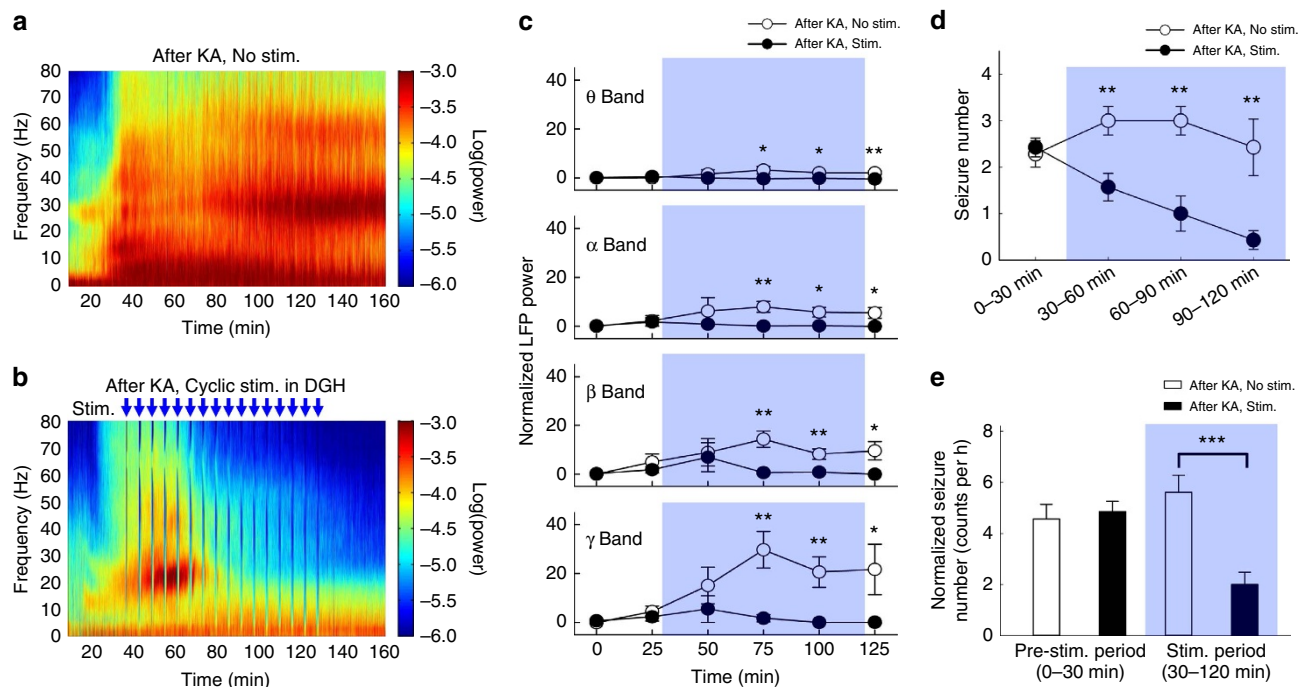 a
After KA, No stim.
80
70
60
50
40
30
20
10
0
Frequency (Hz)
20 40 60 80 100 120 140 160
Time (min)
–3.0
–3.5
–4.0
–4.5
–5.0
–5.5
–6.0
Log(power)
b
After KA, Cyclic stim. in DGH
Stim.
80
70
60
50
40
30
20
10
0
Frequency (Hz)
20 40 60 80 100 120 140 160
Time (min)
–3.0
–3.5
–4.0
–4.5
–5.0
–5.5
–6.0
Log(power)
c
After KA, No stim.
After KA, Stim.
Normalized LFP power
40
θ Band
20
* * **
0
40
α Band
20
** * *
0
40
β Band
20
** ** *
0
40
γ Band
20
** ** *
0
0 25 50 75 100 125
Time (min)
d
After KA, No stim.
After KA, Stim.
4
3
2
1
0
Seizure number
** ** **
0–30 min
30–60 min
60–90 min
90–120 min
e
After KA, No stim.
After KA, Stim.
8
6
4
2
0
Normalized seizure
number (counts per h)
***
Pre-stim. period
(0–30 min)
Stim. period
(30–120 min)